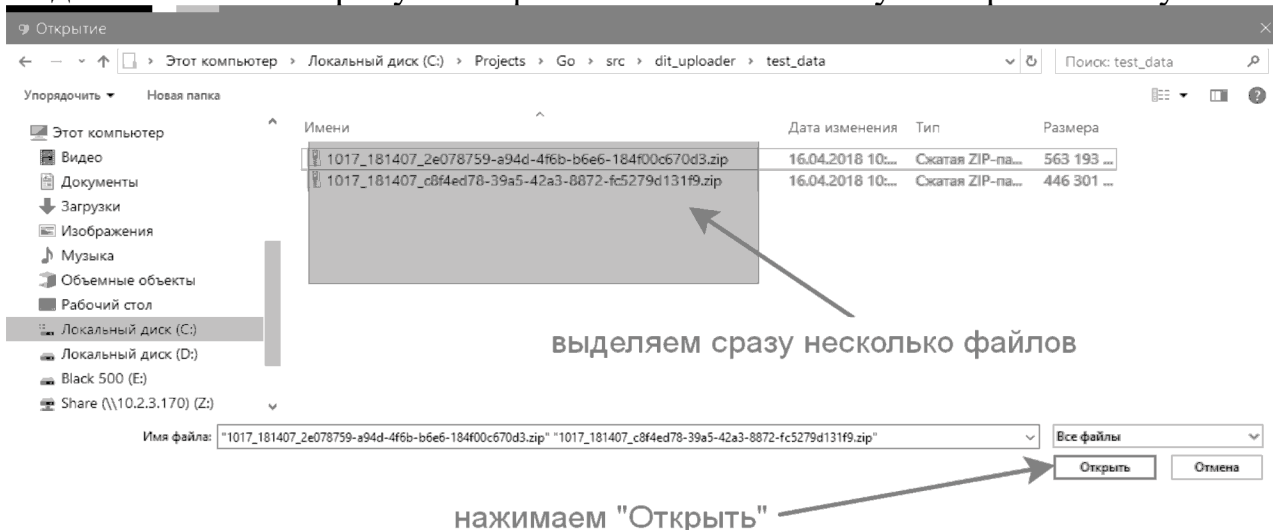 Открытие
Этот компьютер › Локальный диск (C:) › Projects › Go › src › dit_uploader › test_data
Поиск: test_data
Упорядочить Новая папка
Имени Дата изменения Тип Размера
Этот компьютер
Видео
Документы
Загрузки
Изображения
Музыка
Объемные объекты
Рабочий стол
Локальный диск (C:)
Локальный диск (D:)
Black 500 (E:)
Share (\\10.2.3.170) (Z:)
1017_181407_2e078759-a94d-4f6b-b6e6-184f00c670d3.zip 16.04.2018 10:... Сжатая ZIP-па... 563 193 ...
1017_181407_c8f4ed78-39a5-42a3-8872-fc5279d131f9.zip 16.04.2018 10:... Сжатая ZIP-па... 446 301 ...
выделяем сразу несколько файлов
Имя файла: "1017_181407_2e078759-a94d-4f6b-b6e6-184f00c670d3.zip" "1017_181407_c8f4ed78-39a5-42a3-8872-fc5279d131f9.zip" Все файлы
Открыть Отмена
нажимаем "Открыть"